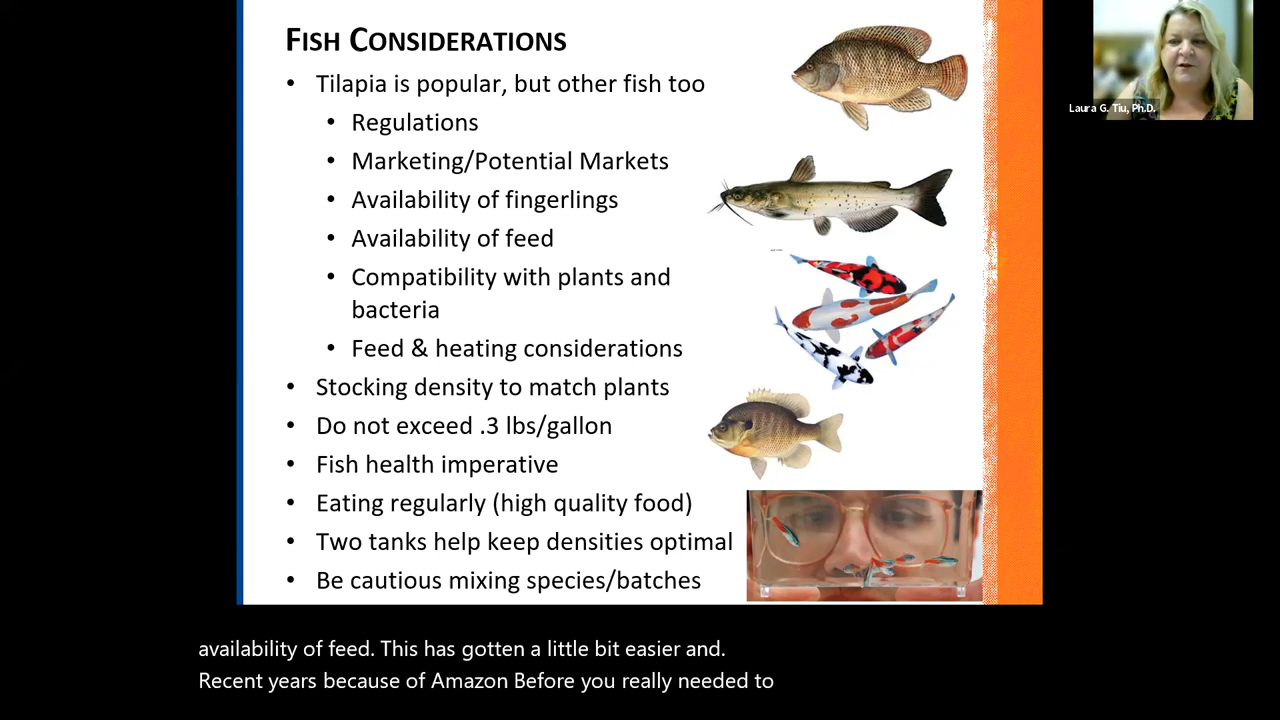 FISH CONSIDERATIONS
• Tilapia is popular, but other fish too
• Regulations
• Marketing/Potential Markets
• Availability of fingerlings
• Availability of feed
• Compatibility with plants and
bacteria
• Feed & heating considerations
• Stocking density to match plants
• Do not exceed .3 lbs/gallon
• Fish health imperative
• Eating regularly (high quality food)
• Two tanks help keep densities optimal
• Be cautious mixing species/batches
Laura G. Tiu, Ph.D.
availability of feed. This has gotten a little bit easier and.
Recent years because of Amazon Before you really needed to